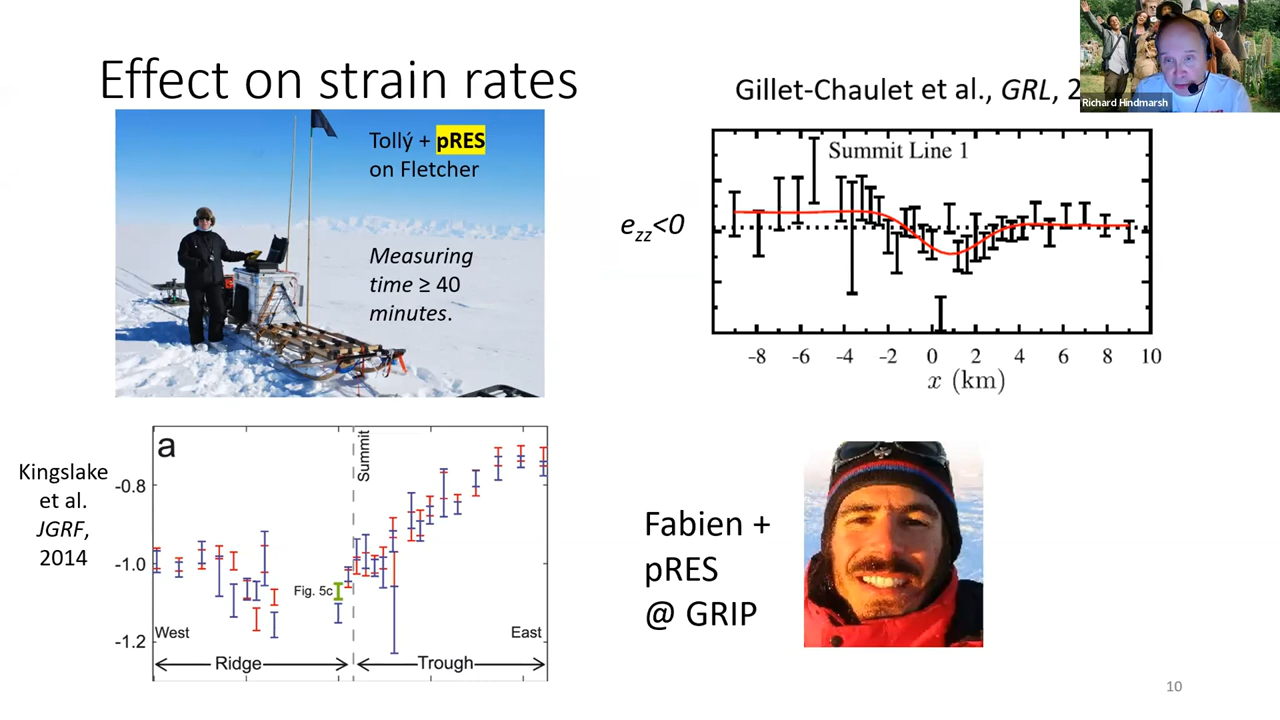 Effect on strain rates
Tollý + pRES
on Fletcher
Measuring
time ≥ 40
minutes.
Gillet-Chaulet et al., GRL, 2
Richard Hindmarsh
Summit Line 1
e_zz<0
-8 -6 -4 -2 0 2 4 6 8 10
x (km)
Kingslake
et al.
JGRF,
2014
a
Summit
-0.8
-1.0
Fig. 5c
-1.2
West
East
Ridge
Trough
Fabien +
pRES
@ GRIP
10